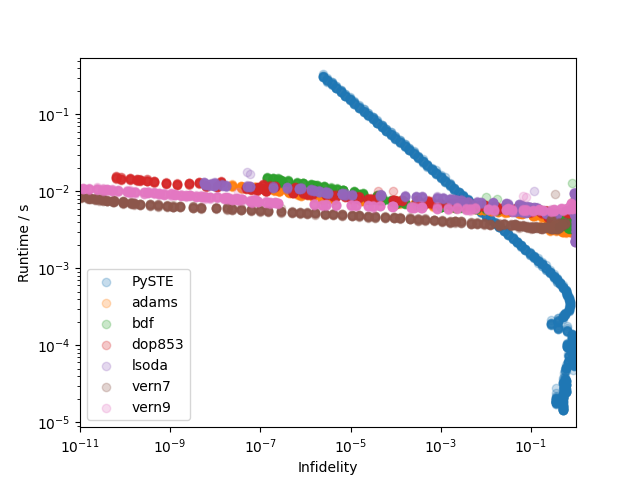 10⁻¹
10⁻²
10⁻³
10⁻⁴
10⁻⁵
Runtime / s
PySTE
adams
bdf
dop853
lsoda
vern7
vern9
10⁻¹¹ 10⁻⁹ 10⁻⁷ 10⁻⁵ 10⁻³ 10⁻¹
Infidelity